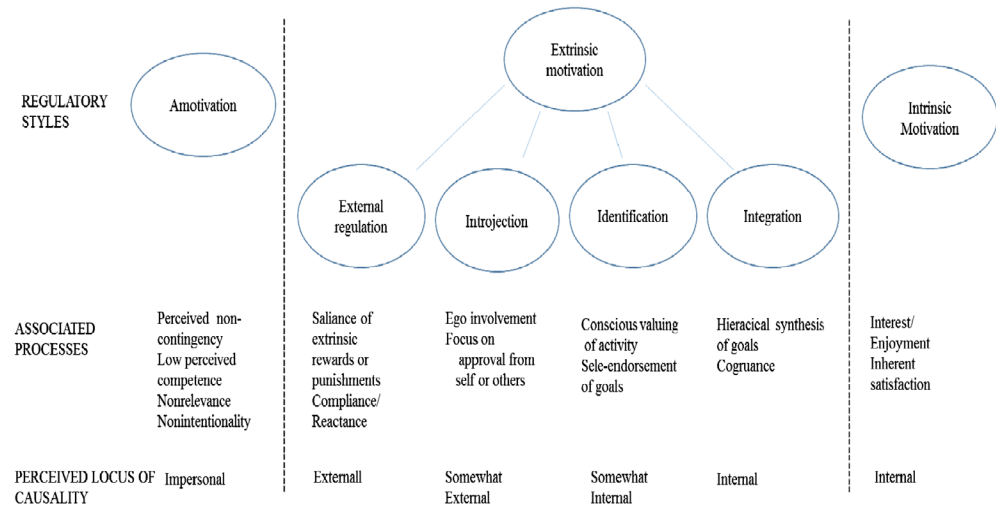 Extrinsic
motivation
REGULATORY
STYLES
Amotivation
Intrinsic
Motivation
External
regulation
Introjection
Identification
Integration
ASSOCIATED
PROCESSES
Perceived non-
contingency
Low perceived
competence
Nonrelevance
Nonintentionality
Saliance of
extrinsic
rewards or
punishments
Compliance/
Reactance
Ego involvement
Focus on
approval from
self or others
Conscious valuing
of activity
Sele-endorsement
of goals
Hieracical synthesis
of goals
Cogruance
Interest/
Enjoyment
Inherent
satisfaction
PERCEIVED LOCUS OF
CAUSALITY
Impersonal
Externall
Somewhat
External
Somewhat
Internal
Internal
Internal